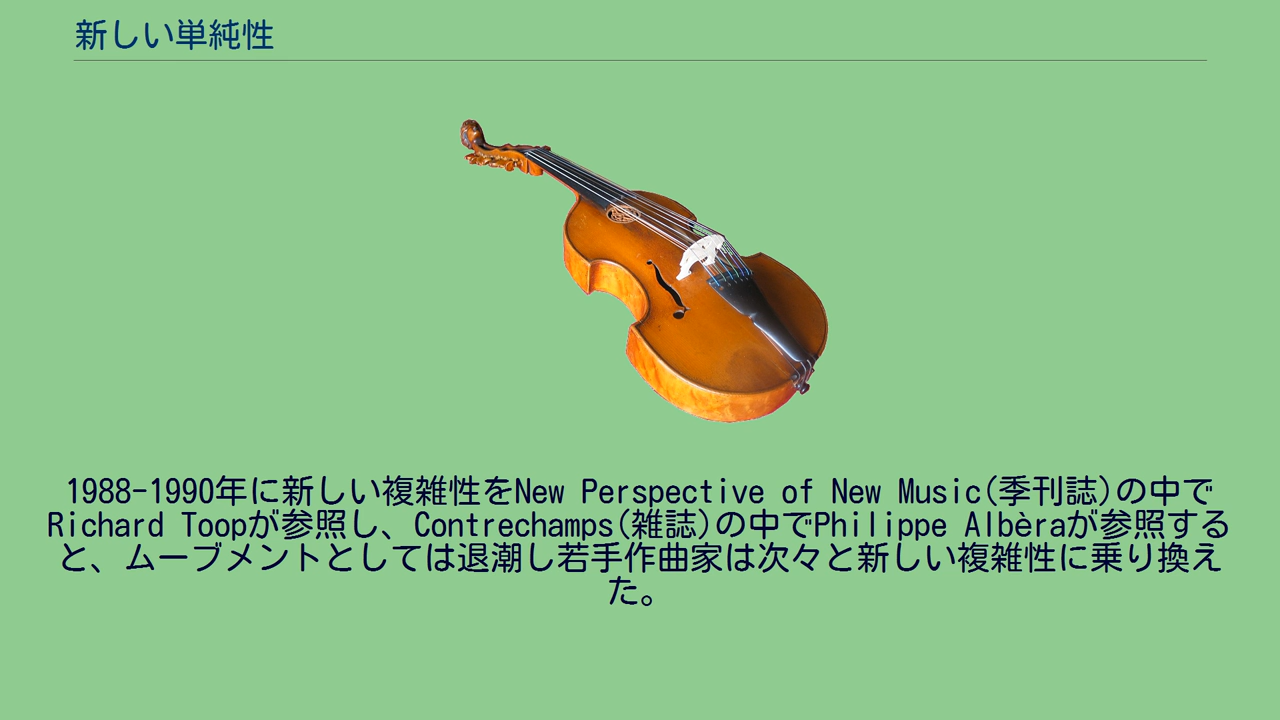 新しい単純性
1988-1990年に新しい複雑性をNew Perspective of New Music(季刊誌)の中で
Richard Toopが参照し、Contrechamps(雑誌)の中でPhilippe Albèraが参照する
と、ムーブメントとしては退潮し若手作曲家は次々と新しい複雑性に乗り換え
た。